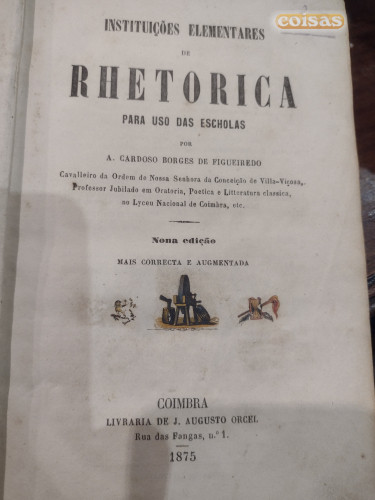 coisas
INSTITUIÇÕES ELEMENTARES
DE
RHETORICA
PARA USO DAS ESCHOLAS
POR
A. CARDOSO BORGES DE FIGUEIREDO
Cavalleiro da Ordem de Nossa Senhora da Conceição de Villa-Viçosa,
Professor Jubilado em Oratoria, Poetica e Litteratura classica,
no Lyceu Nacional de Coimbra, etc.
Nona edição
MAIS CORRECTA E AUGMENTADA
COIMBRA
LIVRARIA DE J. AUGUSTO ORCEL
Rua das Fangas, n.º 1.
1875